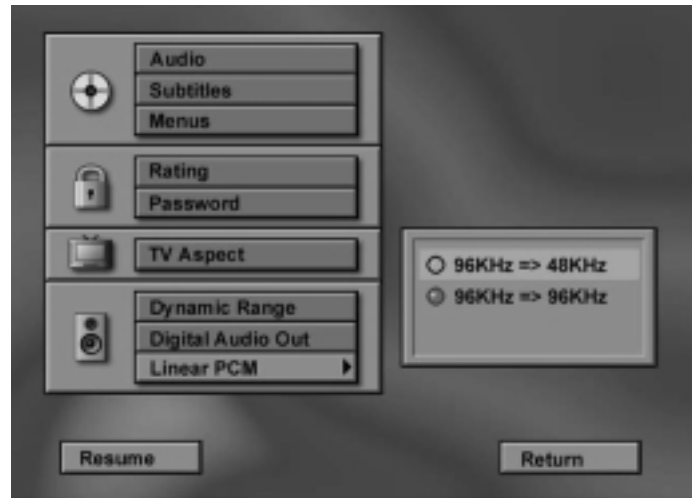 Audio
Subtitles
Menus
Rating
Password
TV Aspect
Dynamic Range
Digital Audio Out
Linear PCM
96KHz => 48KHz
96KHz => 96KHz
Resume
Return